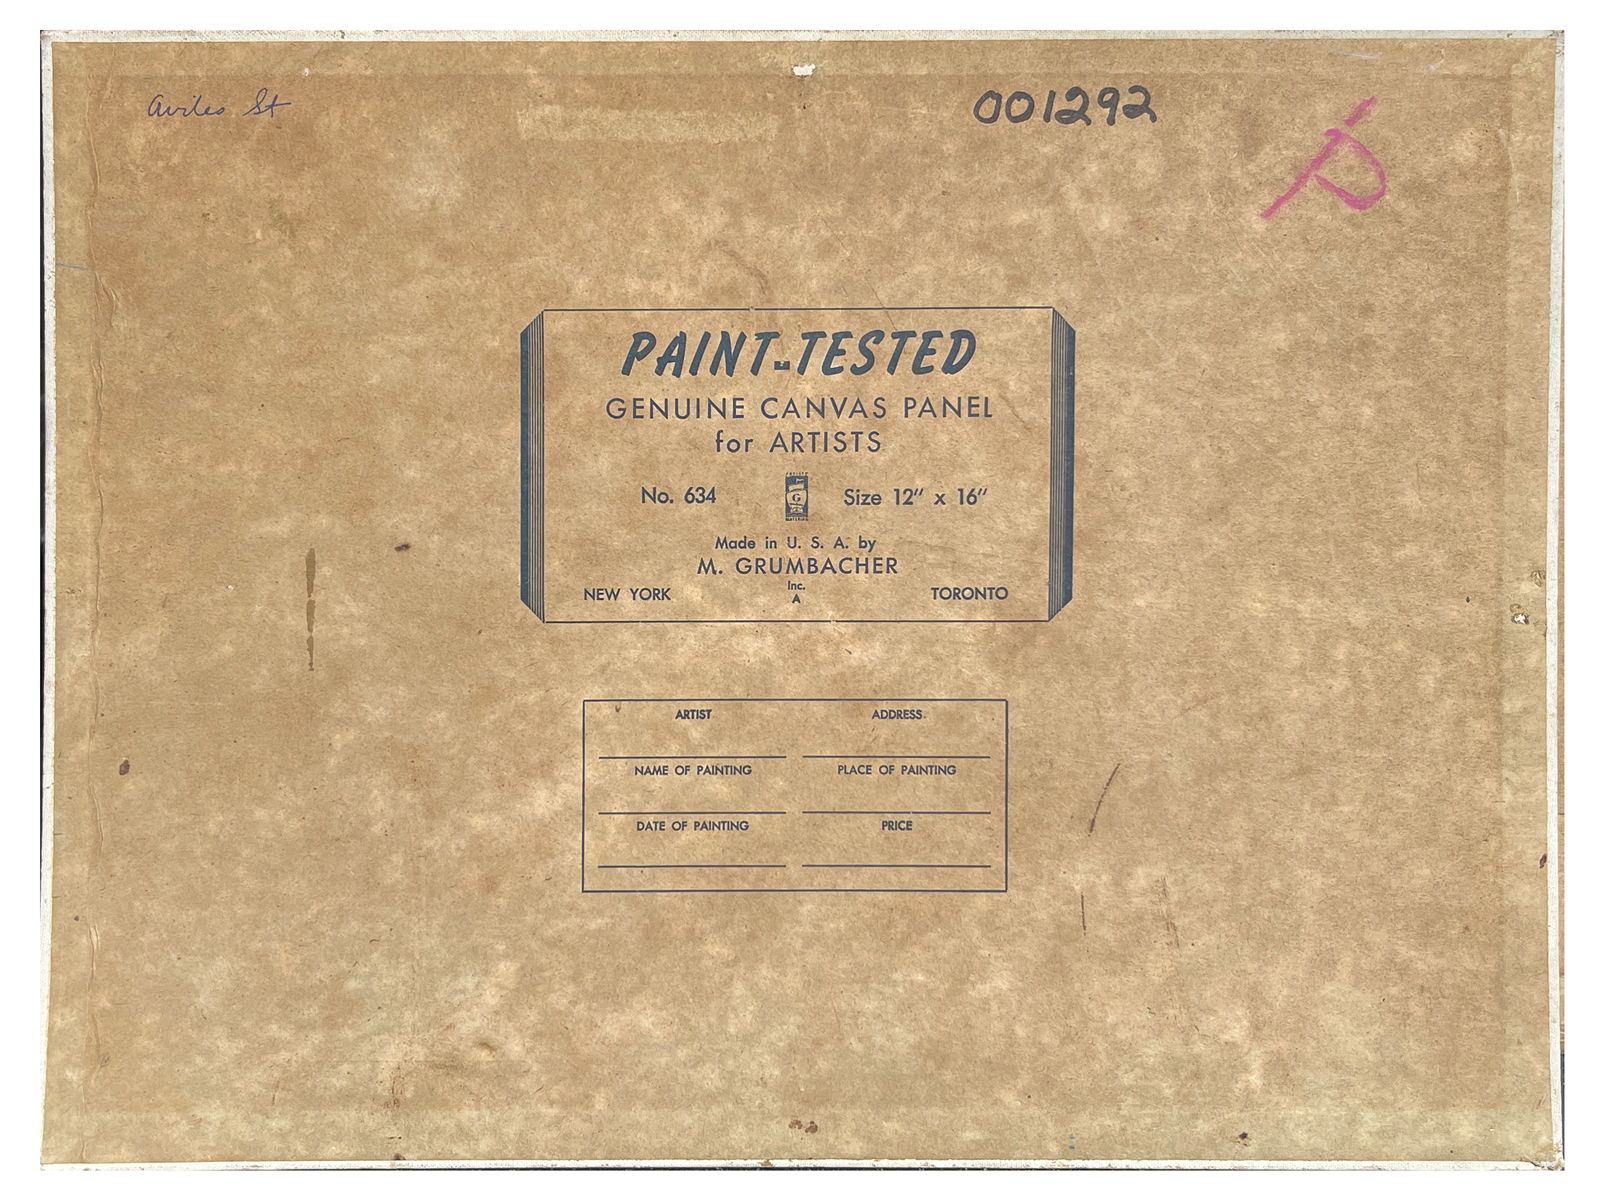 Aviles St
001292
PAINT-TESTED
GENUINE CANVAS PANEL
for ARTISTS
No. 634 G Size 12" x 16"
Made in U. S. A. by
M. GRUMBACHER
Inc.
NEW YORK A TORONTO
ARTIST ADDRESS
NAME OF PAINTING PLACE OF PAINTING
DATE OF PAINTING PRICE